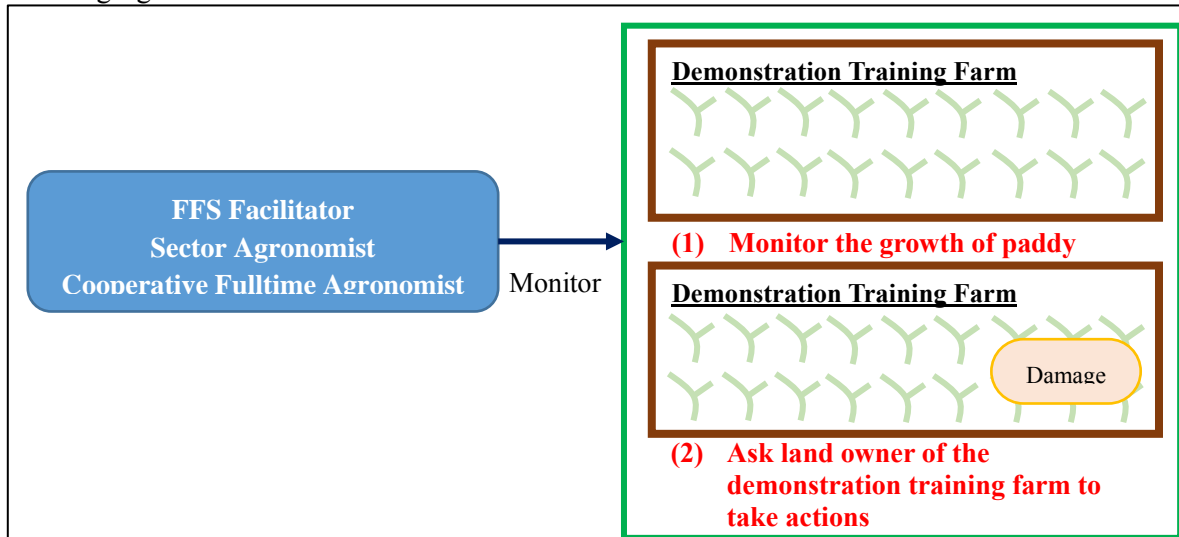 FFS Facilitator
Sector Agronomist
Cooperative Fulltime Agronomist
Monitor
Demonstration Training Farm
(1) Monitor the growth of paddy
Demonstration Training Farm
Damage
(2) Ask land owner of the
demonstration training farm to
take actions